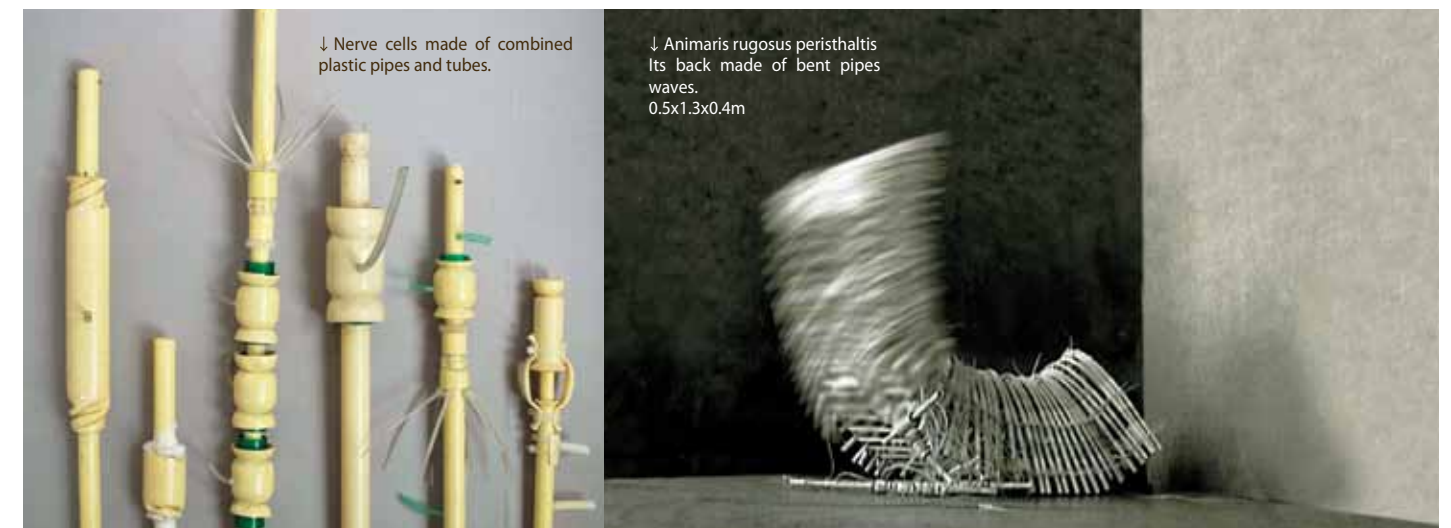 ↓ Nerve cells made of combined
plastic pipes and tubes.
↓ Animaris rugosus peristhaltis
Its back made of bent pipes
waves.
0.5x1.3x0.4m